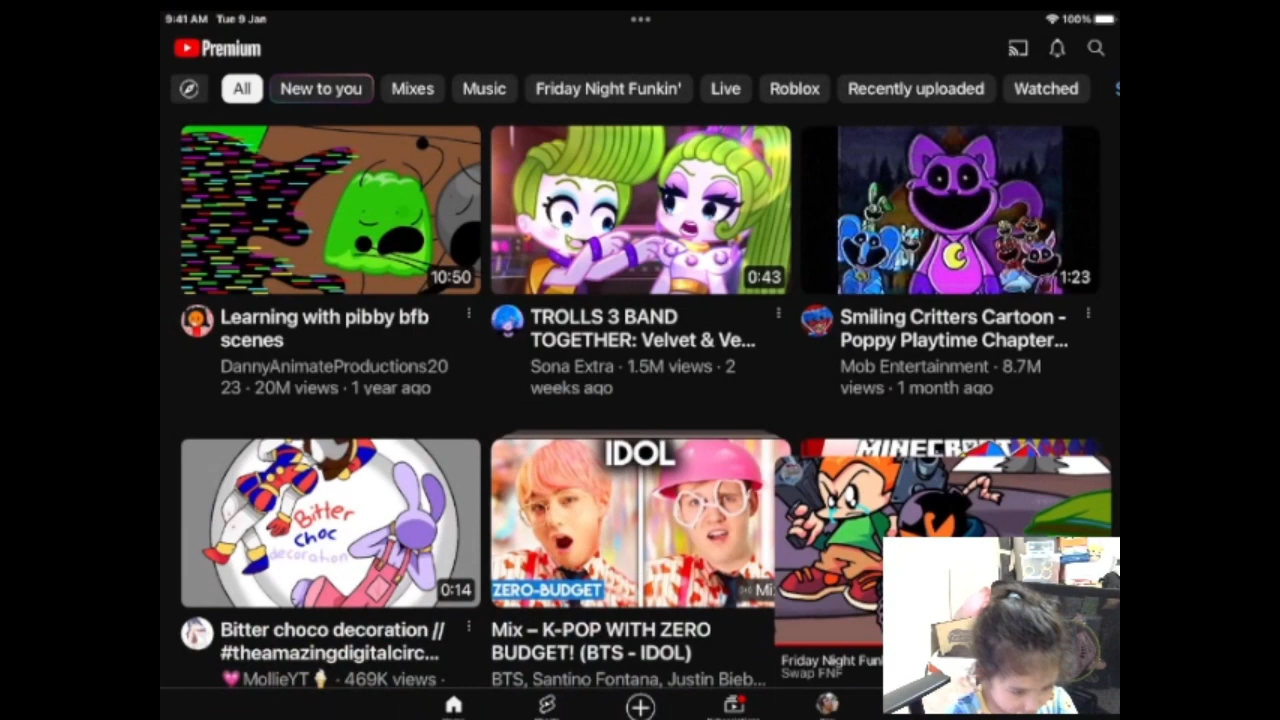 9:41 AM Tue 9 Jan
100%
Premium
All
New to you
Mixes
Music
Friday Night Funkin'
Live
Roblox
Recently uploaded
Watched
10:50
0:43
1:23
Learning with pibby bfb
scenes
DannyAnimateProductions20
23 · 20M views · 1 year ago
TROLLS 3 BAND
TOGETHER: Velvet & Ve...
Sona Extra · 1.5M views · 2
weeks ago
Smiling Critters Cartoon -
Poppy Playtime Chapter...
Mob Entertainment · 8.7M
views · 1 month ago
Bitter
choc
decoration
0:14
IDOL
ZERO-BUDGET
Bitter choco decoration //
#theamazingdigitalcirc...
💗MollieYT🍦 · 469K views ·
Mix – K-POP WITH ZERO
BUDGET! (BTS - IDOL)
BTS, Santino Fontana, Justin Bieb...
Friday Night Fun
Swap FNF